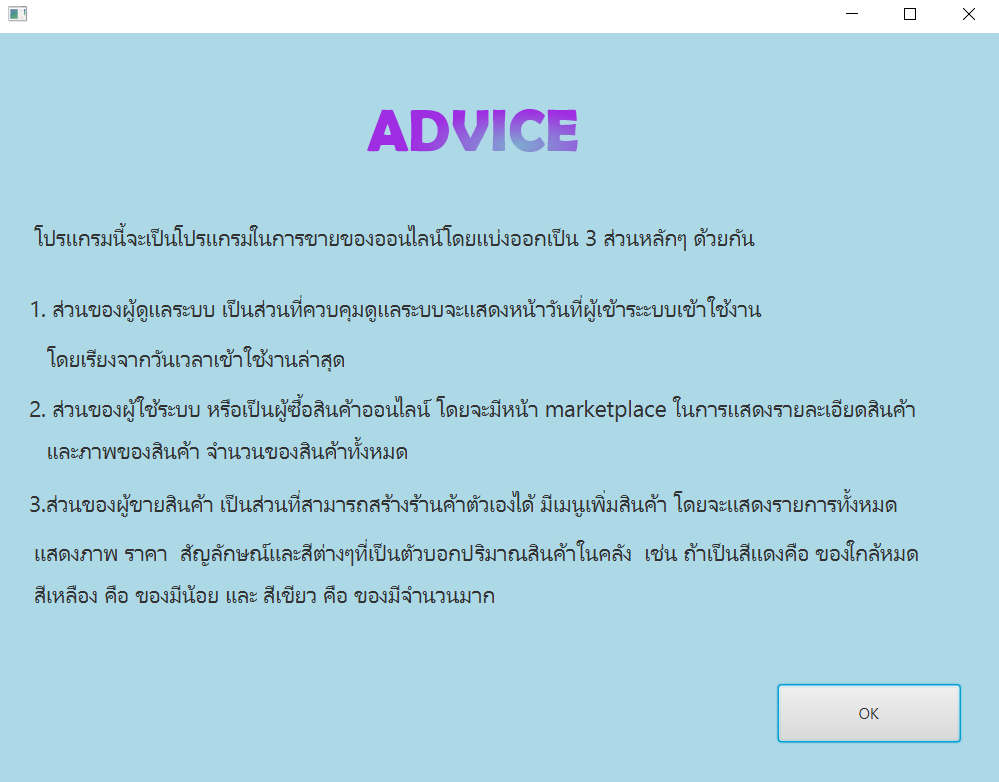 ADVICE
โปรแกรมนี้จะเป็นโปรแกรมในการขายของออนไลน์โดยแบ่งออกเป็น 3 ส่วนหลักๆ ด้วยกัน
1. ส่วนของผู้ดูแลระบบ เป็นส่วนที่ควบคุมดูแลระบบจะแสดงหน้าวันที่ผู้เข้าระะบบเข้าใช้งาน
โดยเรียงจากวันเวลาเข้าใช้งานล่าสุด
2. ส่วนของผู้ใช้ระบบ หรือเป็นผู้ซื้อสินค้าออนไลน์ โดยจะมีหน้า marketplace ในการแสดงรายละเอียดสินค้า
และภาพของสินค้า จำนวนของสินค้าทั้งหมด
3.ส่วนของผู้ขายสินค้า เป็นส่วนที่สามารถสร้างร้านค้าตัวเองได้ มีเมนูเพิ่มสินค้า โดยจะแสดงรายการทั้งหมด
แสดงภาพ ราคา  สัญลักษณ์และสีต่างๆที่เป็นตัวบอกปริมาณสินค้าในคลัง  เช่น ถ้าเป็นสีแดงคือ ของใกล้หมด
สีเหลือง คือ ของมีน้อย และ สีเขียว คือ ของมีจำนวนมาก
OK